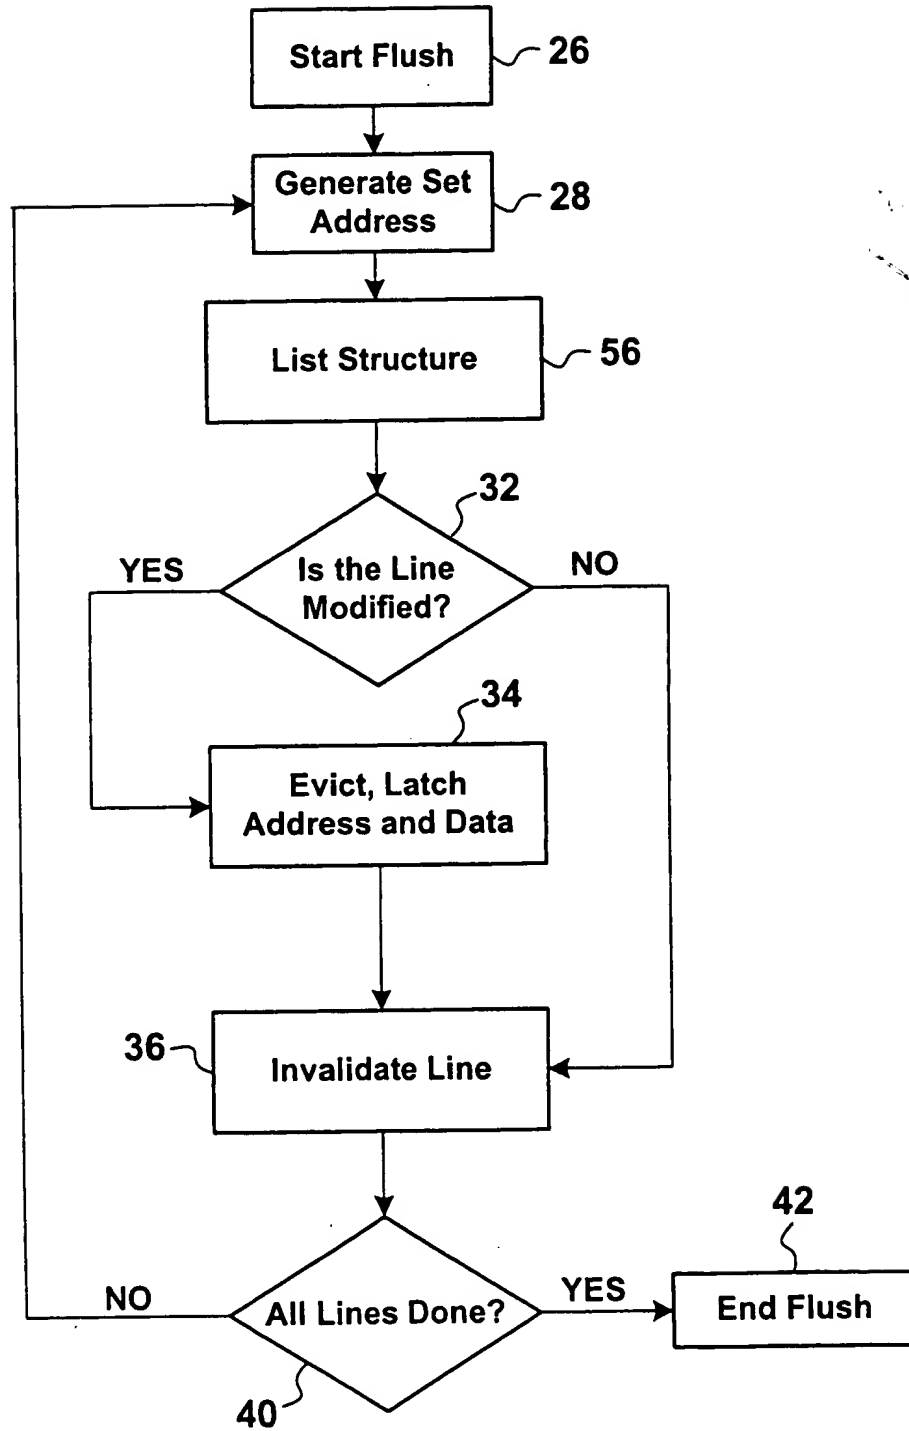 Start Flush
26
Generate Set
Address
28
List Structure
56
32
Is the Line
Modified?
YES
NO
34
Evict, Latch
Address and Data
36
Invalidate Line
42
All Lines Done?
NO
YES
End Flush
40